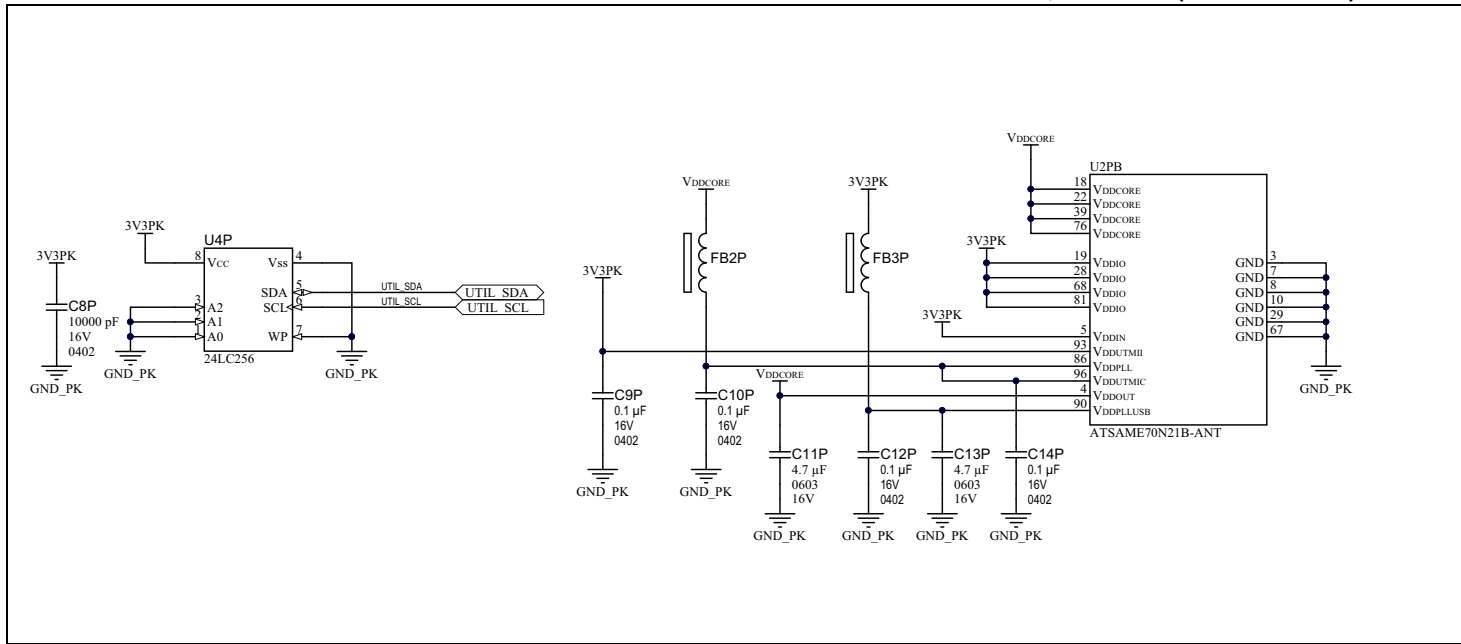 3V3PK
C8P
10000 pF
16V
0402
GND_PK
3V3PK
U4P
8 VCC
VSS 4
SDA 5
SCL 6
3 A2
2 A1
1 A0
WP 7
24LC256
GND_PK
GND_PK
UTIL_SDA
UTIL_SDA
UTIL_SCL
UTIL_SCL
3V3PK
C9P
0.1 µF
16V
0402
GND_PK
VDDCORE
FB2P
C10P
0.1 µF
16V
0402
GND_PK
VDDCORE
C11P
4.7 µF
0603
16V
GND_PK
3V3PK
FB3P
C12P
0.1 µF
16V
0402
GND_PK
C13P
4.7 µF
0603
16V
GND_PK
C14P
0.1 µF
16V
0402
GND_PK
VDDCORE
3V3PK
3V3PK
U2PB
18 VDDCORE
22 VDDCORE
39 VDDCORE
76 VDDCORE
19 VDDIO
28 VDDIO
68 VDDIO
81 VDDIO
5 VDDIN
93 VDDUTMII
86 VDDPLL
96 VDDUTMIC
4 VDDOUT
90 VDDPLLUSB
GND 3
GND 7
GND 8
GND 10
GND 29
GND 67
ATSAME70N21B-ANT
GND_PK